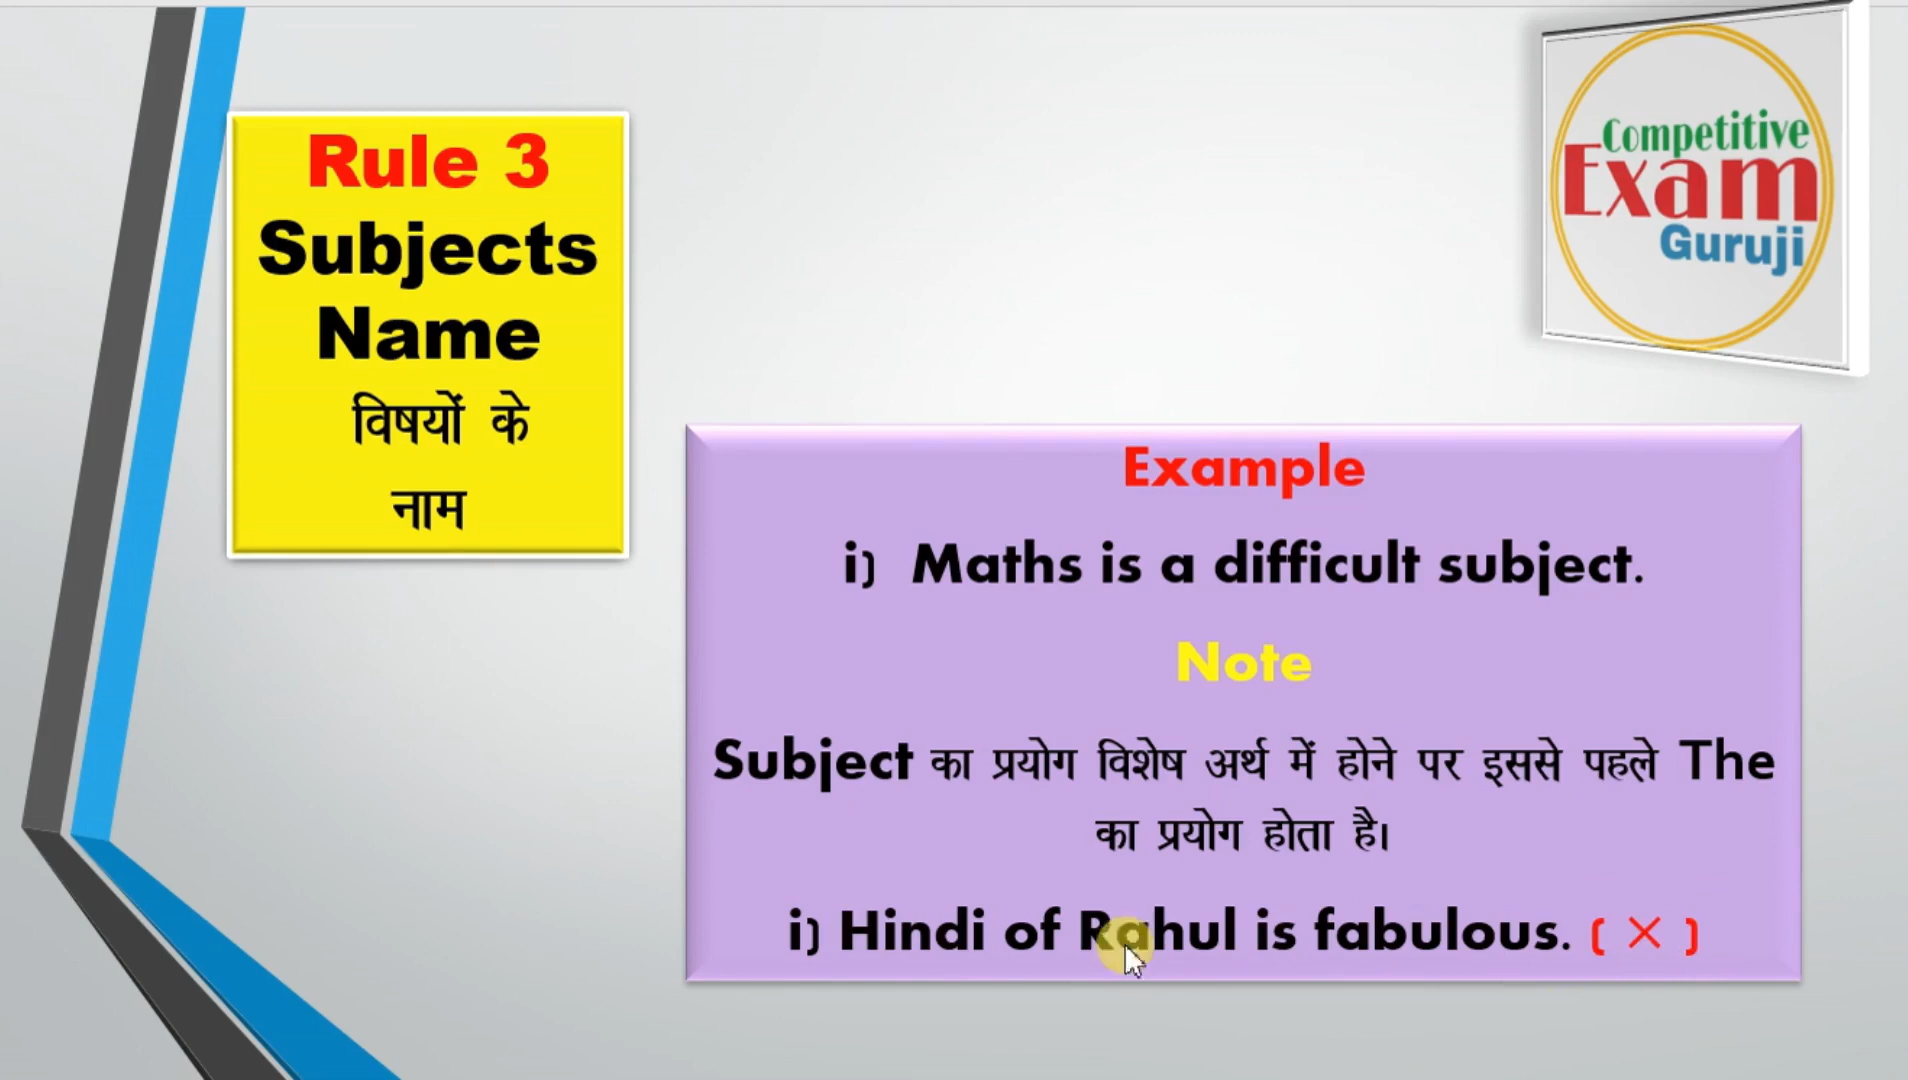 Rule 3
Subjects
Name
विषयों के
नाम
Competitive
Exam
Guruji
Example
i) Maths is a difficult subject.
Note
Subject का प्रयोग विशेष अर्थ में होने पर इससे पहले The
का प्रयोग होता है।
i) Hindi of Rahul is fabulous. ( × )